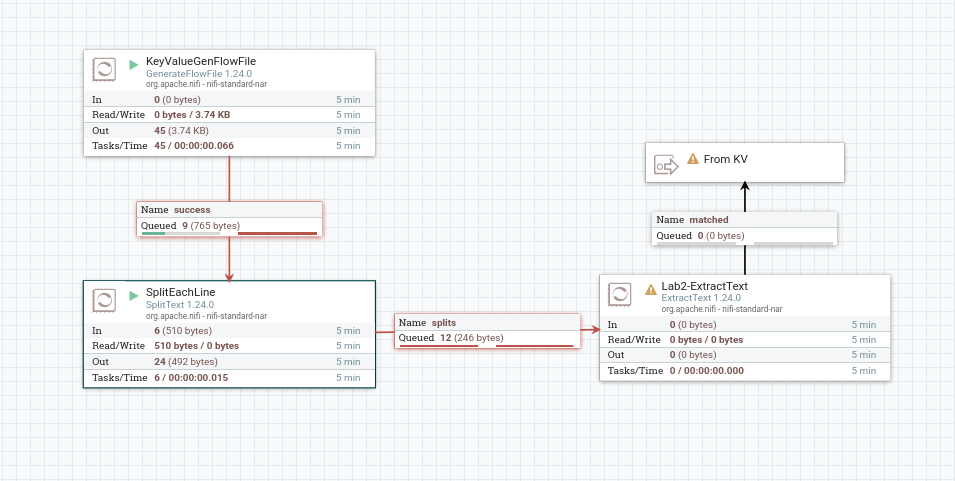 KeyValueGenFlowFile
GenerateFlowFile 1.24.0
org.apache.nifi - nifi-standard-nar
In 0 (0 bytes) 5 min
Read/Write 0 bytes / 3.74 KB 5 min
Out 45 (3.74 KB) 5 min
Tasks/Time 45 / 00:00:00.066 5 min
Name success
Queued 9 (765 bytes)
SplitEachLine
SplitText 1.24.0
org.apache.nifi - nifi-standard-nar
In 6 (510 bytes) 5 min
Read/Write 510 bytes / 0 bytes 5 min
Out 24 (492 bytes) 5 min
Tasks/Time 6 / 00:00:00.015 5 min
Name splits
Queued 12 (246 bytes)
From KV
Name matched
Queued 0 (0 bytes)
Lab2-ExtractText
ExtractText 1.24.0
org.apache.nifi - nifi-standard-nar
In 0 (0 bytes) 5 min
Read/Write 0 bytes / 0 bytes 5 min
Out 0 (0 bytes) 5 min
Tasks/Time 0 / 00:00:00.000 5 min